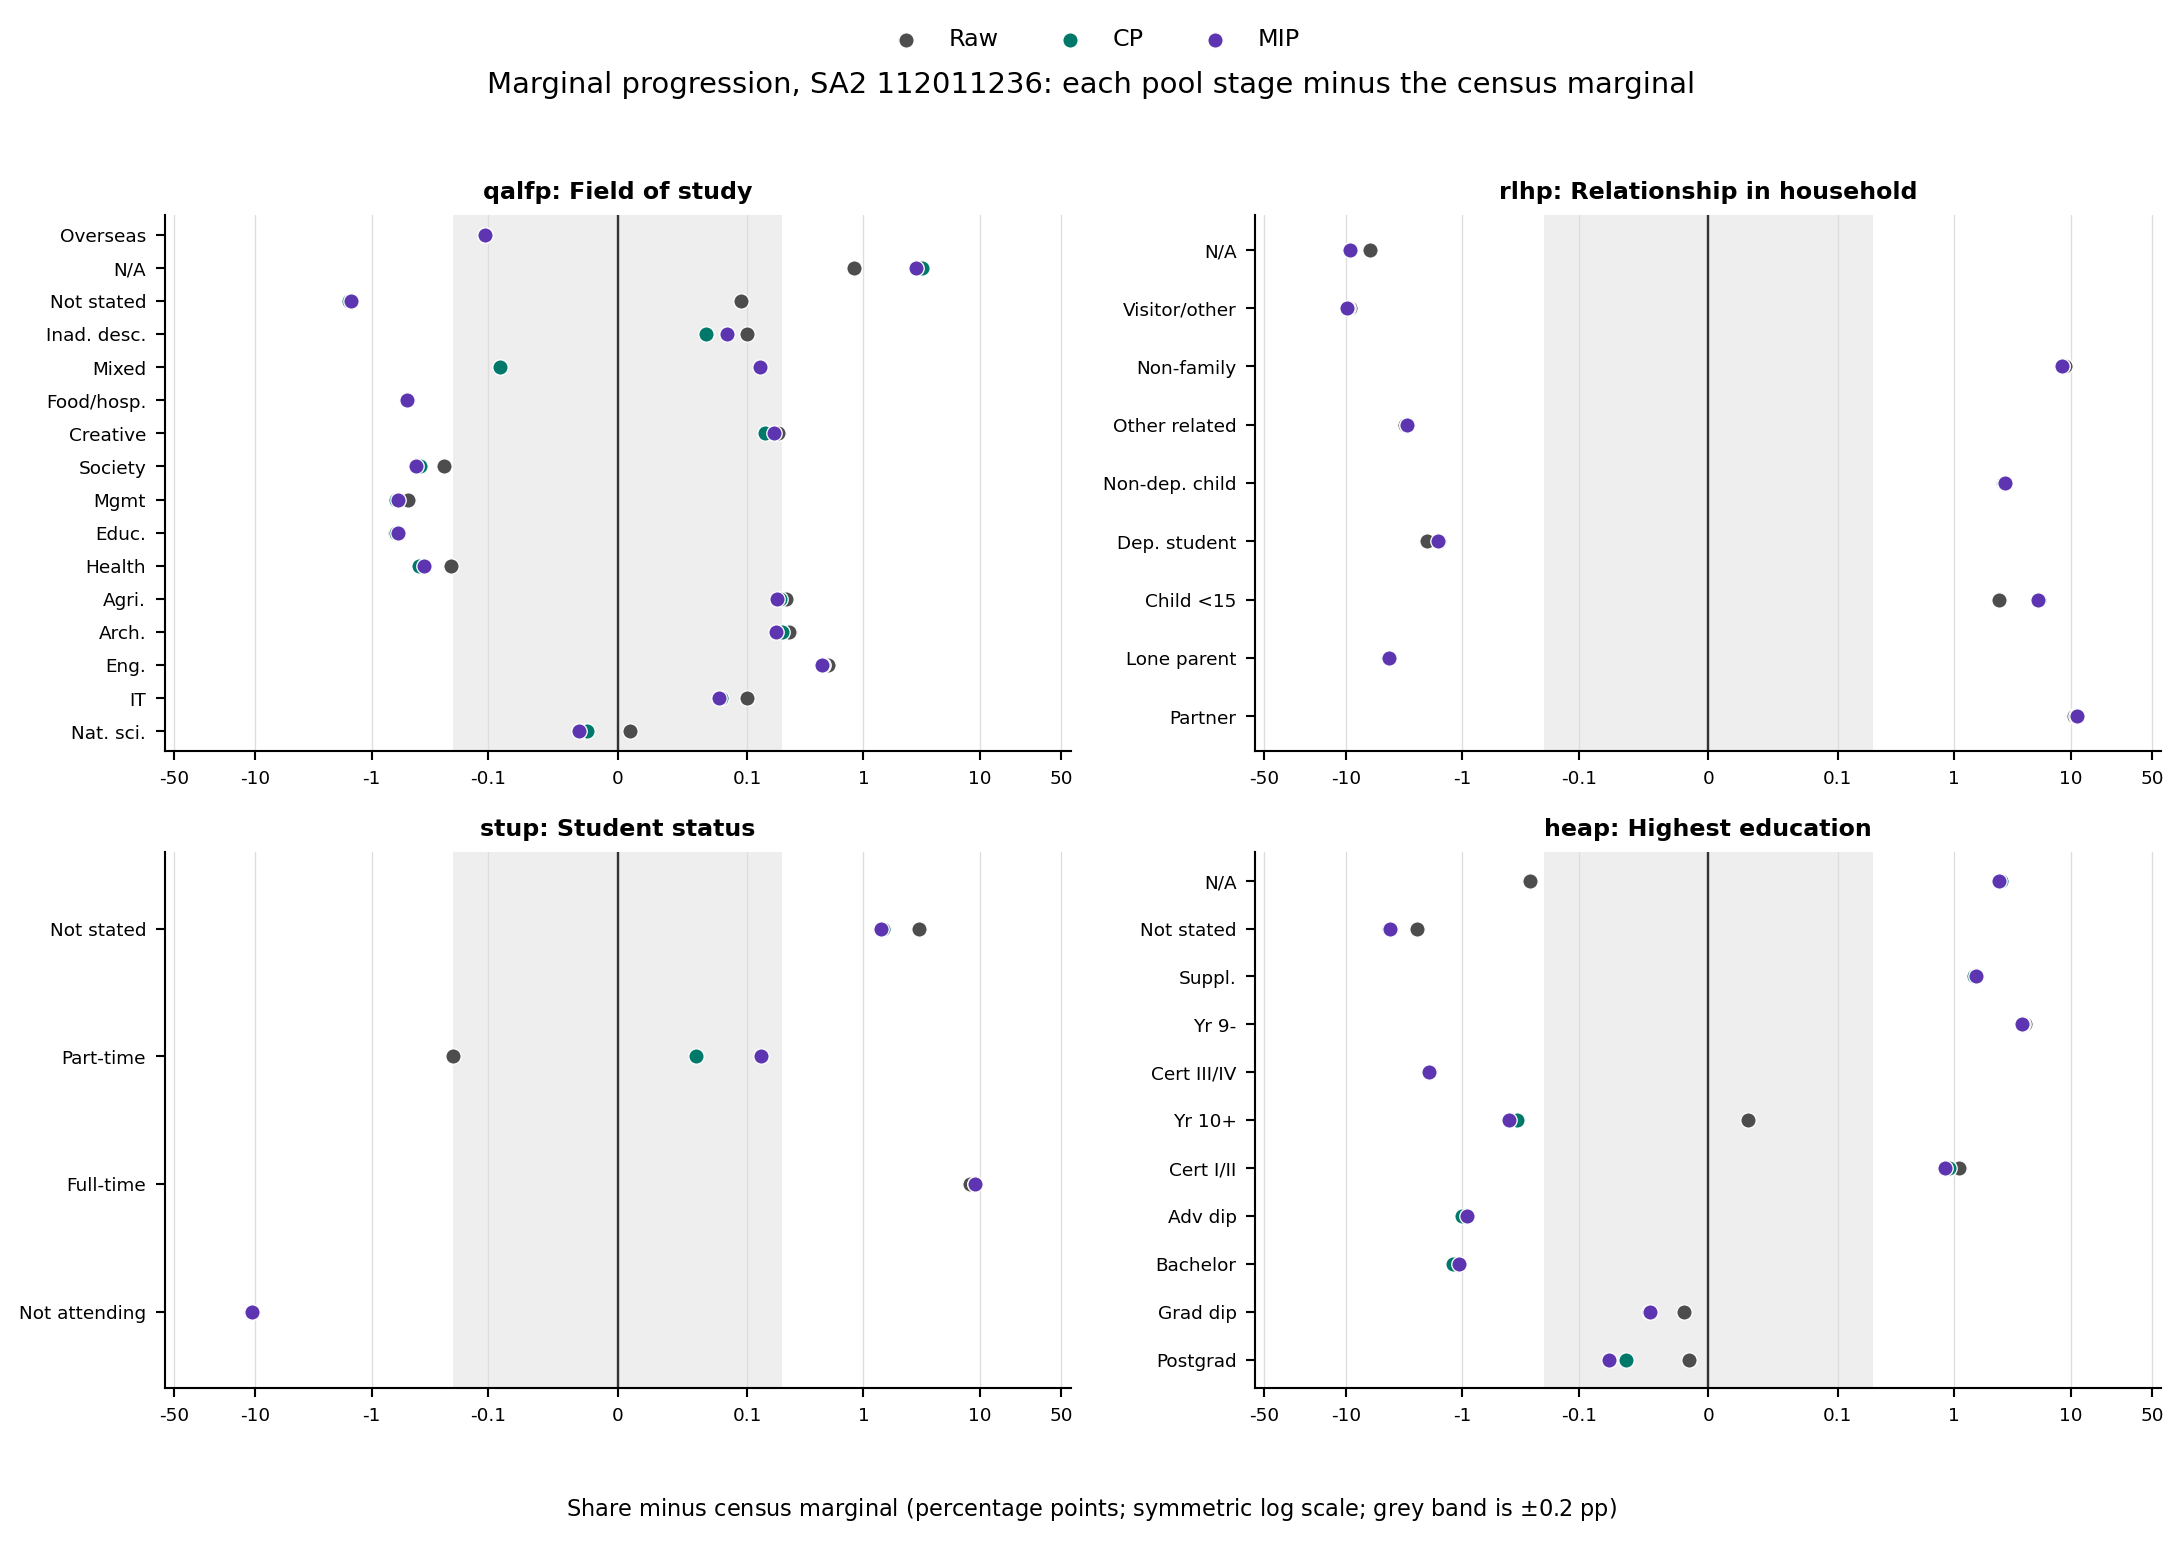 Raw CP MIP
Marginal progression, SA2 112011236: each pool stage minus the census marginal
qalfp: Field of study
Overseas
N/A
Not stated
Inad. desc.
Mixed
Food/hosp.
Creative
Society
Mgmt
Educ.
Health
Agri.
Arch.
Eng.
IT
Nat. sci.
-50 -10 -1 -0.1 0 0.1 1 10 50
rlhp: Relationship in household
N/A
Visitor/other
Non-family
Other related
Non-dep. child
Dep. student
Child <15
Lone parent
Partner
-50 -10 -1 -0.1 0 0.1 1 10 50
stup: Student status
Not stated
Part-time
Full-time
Not attending
-50 -10 -1 -0.1 0 0.1 1 10 50
heap: Highest education
N/A
Not stated
Suppl.
Yr 9-
Cert III/IV
Yr 10+
Cert I/II
Adv dip
Bachelor
Grad dip
Postgrad
-50 -10 -1 -0.1 0 0.1 1 10 50
Share minus census marginal (percentage points; symmetric log scale; grey band is ±0.2 pp)